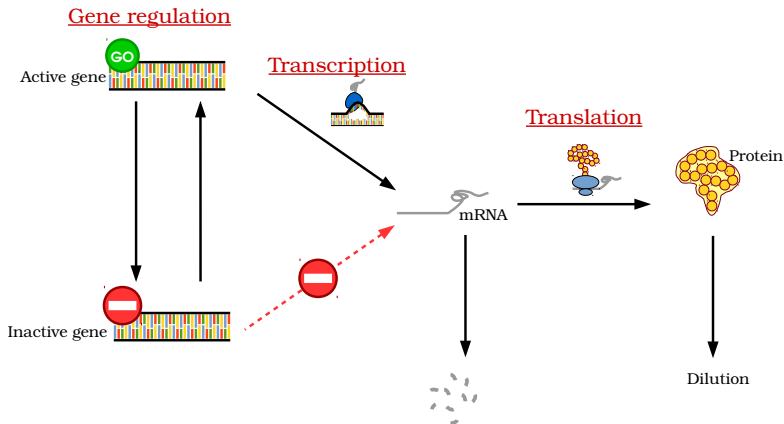 Gene regulation
GO
Active gene
Transcription
Translation
Protein
mRNA
Inactive gene
Dilution